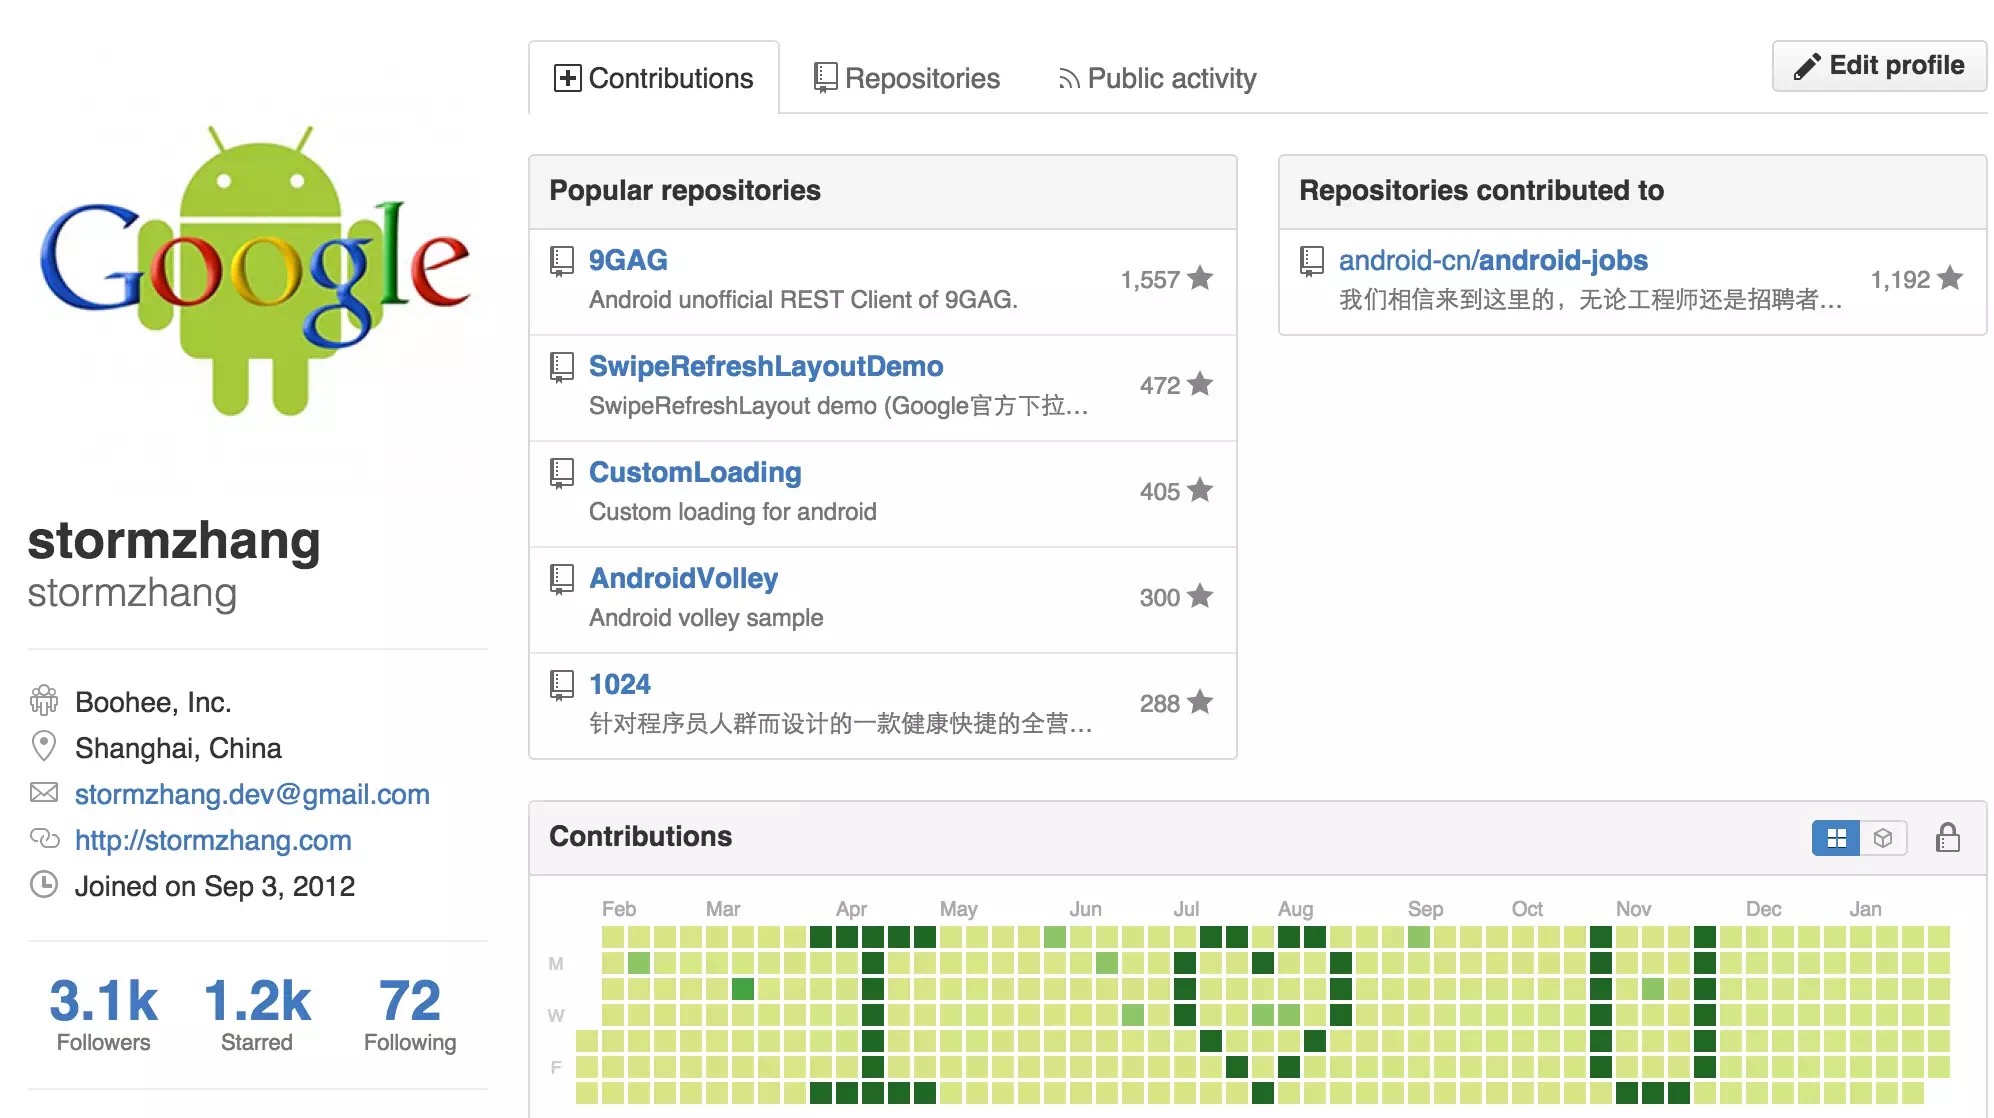 Contributions
Repositories
Public activity
Edit profile
Google
stormzhang
stormzhang
Boohee, Inc.
Shanghai, China
stormzhang.dev@gmail.com
http://stormzhang.com
Joined on Sep 3, 2012
3.1k 1.2k 72
Followers Starred Following
Popular repositories
9GAG
Android unofficial REST Client of 9GAG.
1,557
SwipeRefreshLayoutDemo
SwipeRefreshLayout demo (Google官方下拉...
472
CustomLoading
Custom loading for android
405
AndroidVolley
Android volley sample
300
1024
针对程序员人群而设计的一款健康快捷的全营...
288
Repositories contributed to
android-cn/android-jobs
我们相信来到这里的，无论工程师还是招聘者...
1,192
Contributions
Feb Mar Apr May Jun Jul Aug Sep Oct Nov Dec Jan
M
W
F